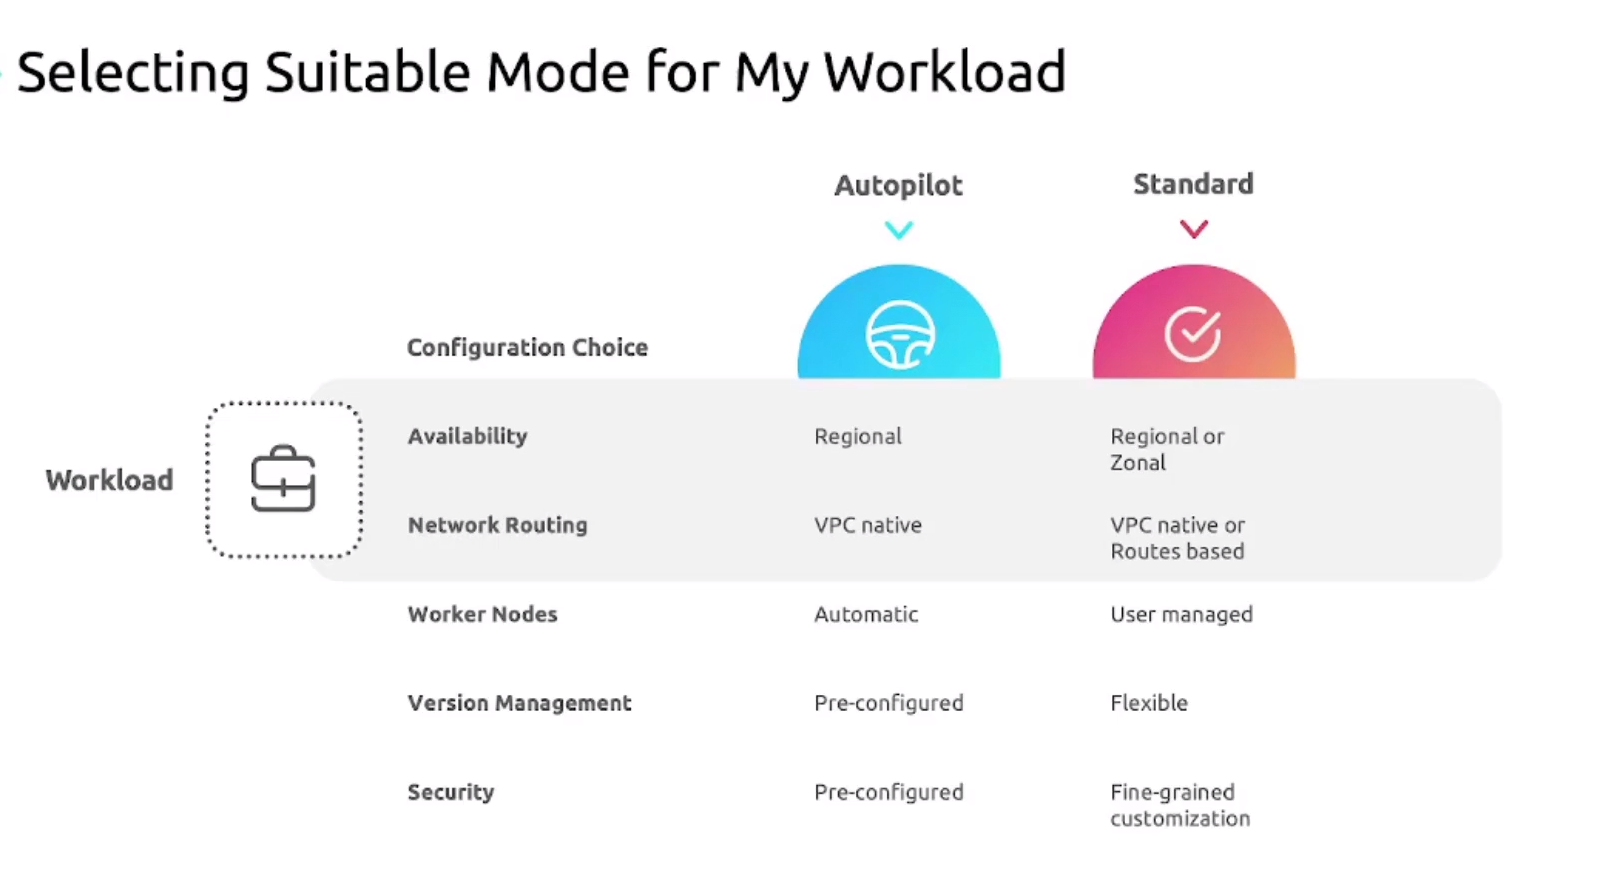 Selecting Suitable Mode for My Workload
Autopilot
Standard
Configuration Choice
Workload
Availability
Regional
Regional or
Zonal
Network Routing
VPC native
VPC native or
Routes based
Worker Nodes
Automatic
User managed
Version Management
Pre-configured
Flexible
Security
Pre-configured
Fine-grained
customization